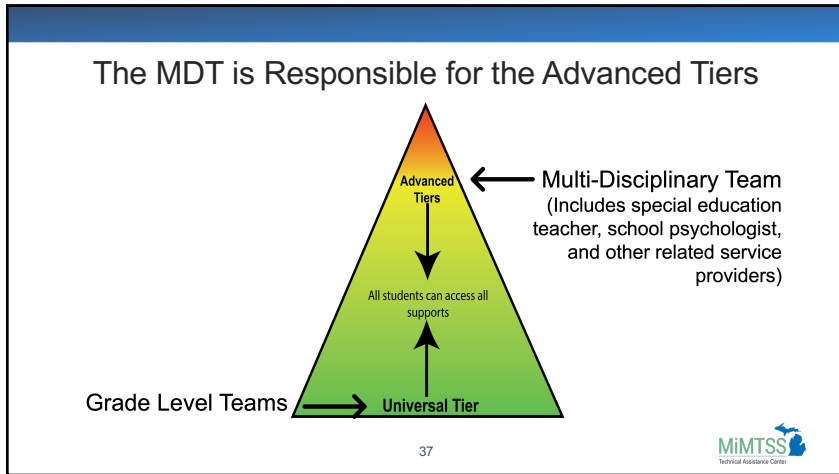 The MDT is Responsible for the Advanced Tiers
Advanced
Tiers
Multi-Disciplinary Team
(Includes special education
teacher, school psychologist,
and other related service
providers)
All students can access all
supports
Grade Level Teams
Universal Tier
37
MiMTSS
Technical Assistance Center